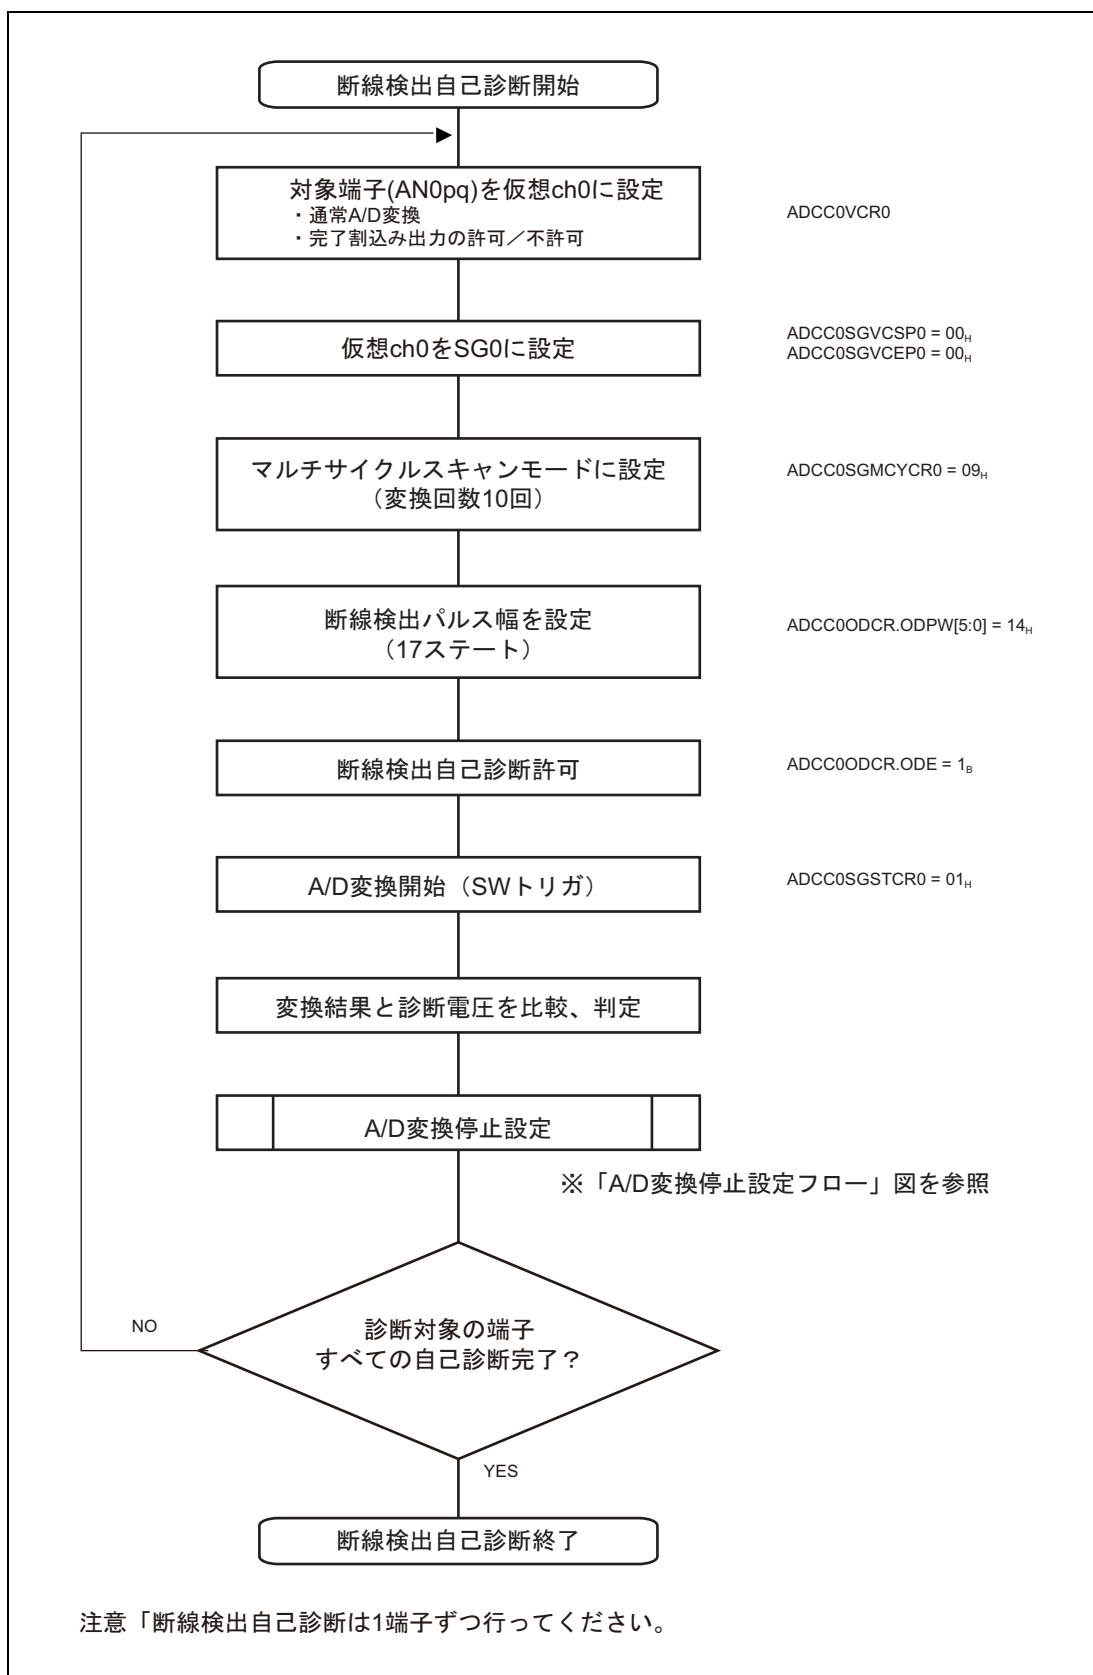 断線検出自己診断開始
対象端子(AN0pq)を仮想ch0に設定
・通常A/D変換
・完了割込み出力の許可／不許可
ADCC0VCR0
仮想ch0をSG0に設定
ADCC0SGVCSP0 = 00H
ADCC0SGVCEP0 = 00H
マルチサイクルスキャンモードに設定
（変換回数10回）
ADCC0SGMCYCR0 = 09H
断線検出パルス幅を設定
（17ステート）
ADCC0ODCR.ODPW[5:0] = 14H
断線検出自己診断許可
ADCC0ODCR.ODE = 1B
A/D変換開始（SWトリガ）
ADCC0SGSTCR0 = 01H
変換結果と診断電圧を比較、判定
A/D変換停止設定
※「A/D変換停止設定フロー」図を参照
診断対象の端子
すべての自己診断完了？
NO
YES
断線検出自己診断終了
注意「断線検出自己診断は1端子ずつ行ってください。